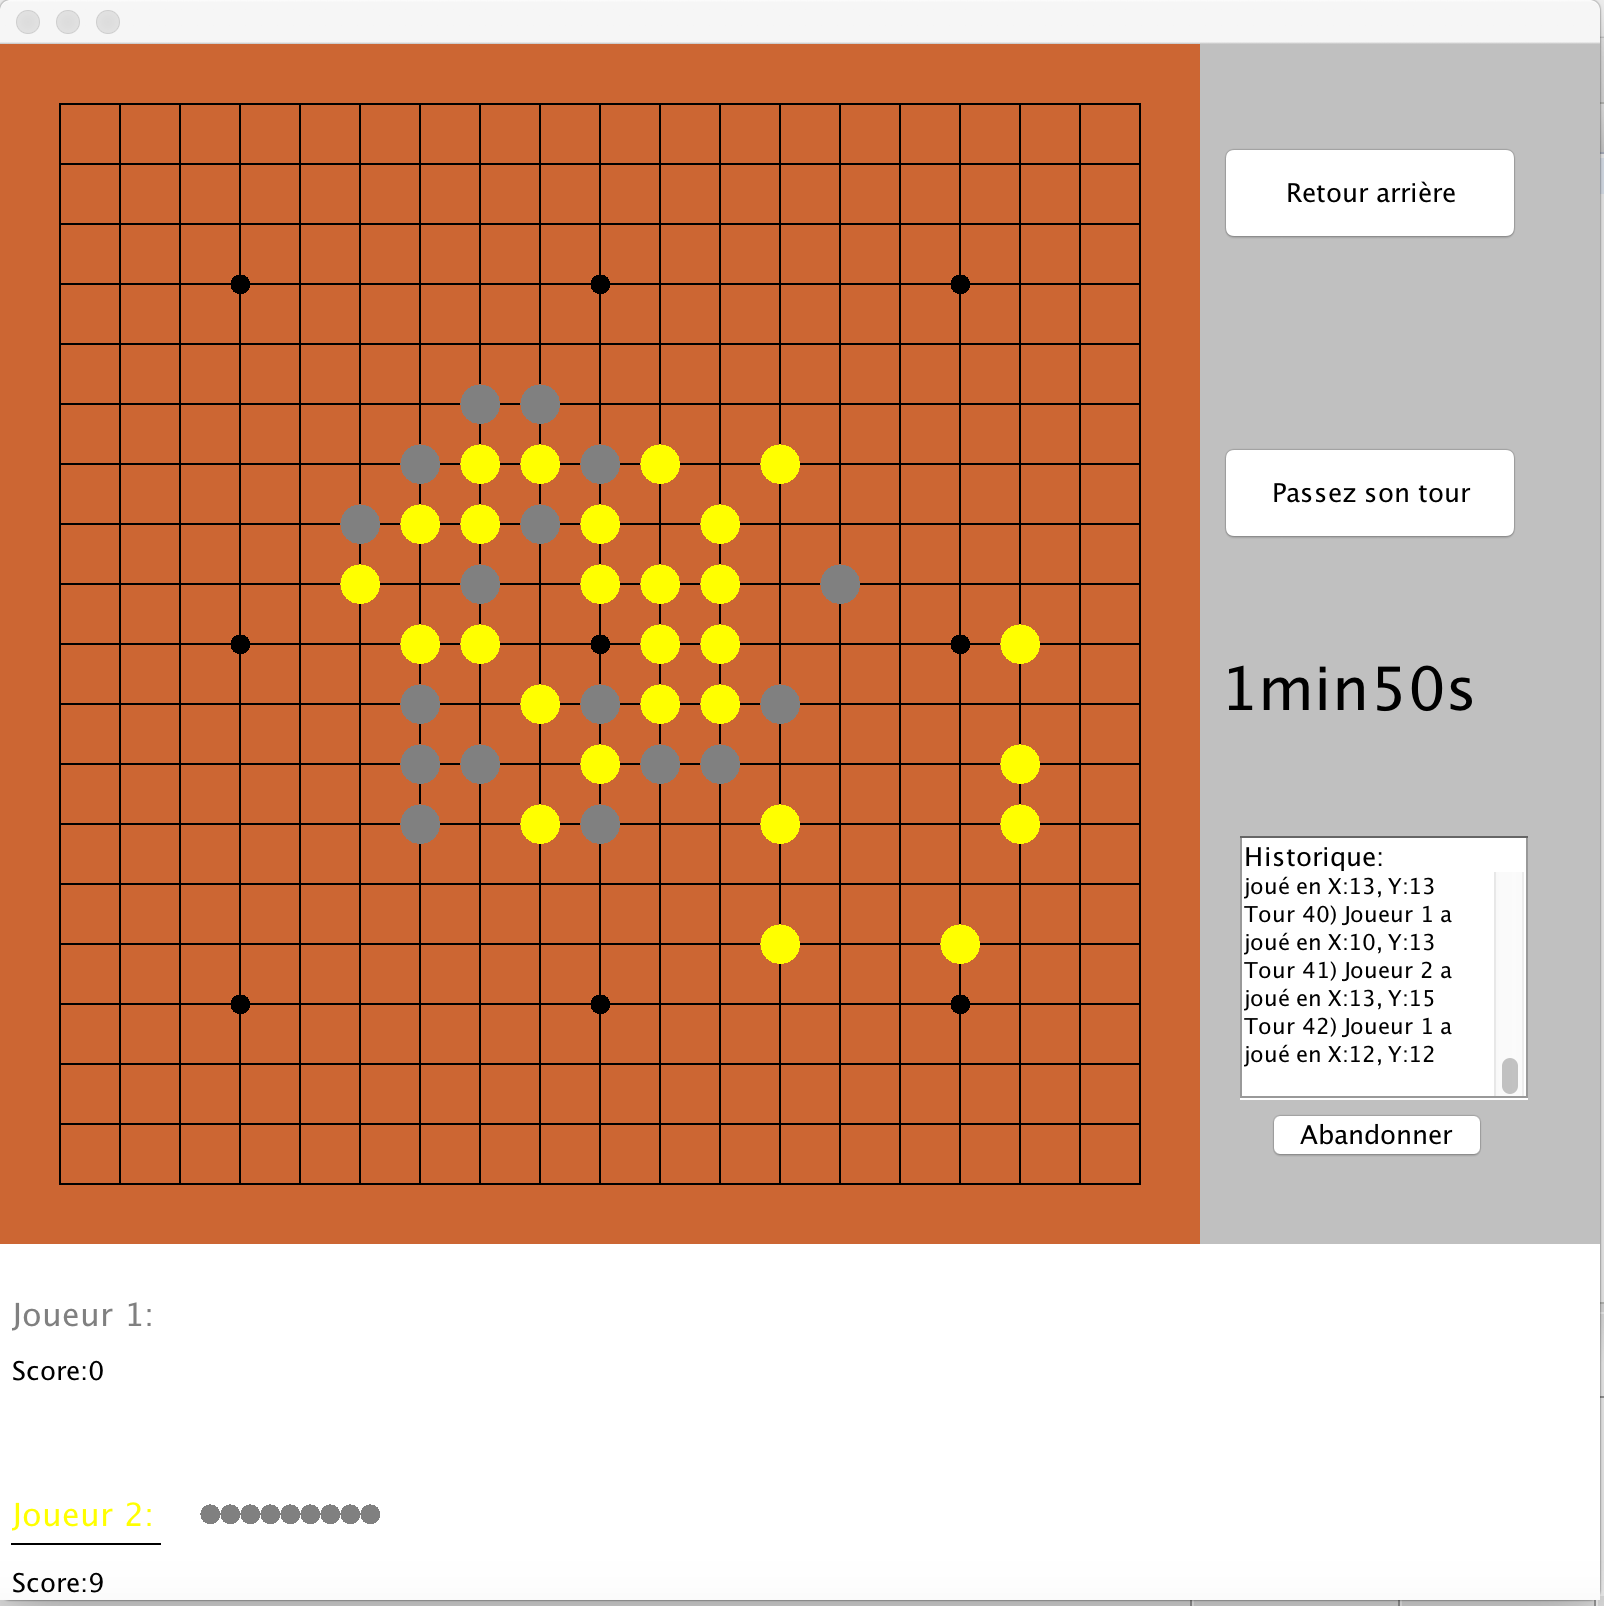 Retour arrière
Passez son tour
1min50s
Historique:
joué en X:13, Y:13
Tour 40) Joueur 1 a
joué en X:10, Y:13
Tour 41) Joueur 2 a
joué en X:13, Y:15
Tour 42) Joueur 1 a
joué en X:12, Y:12
Abandonner
Joueur 1:
Score:0
Joueur 2:
Score:9